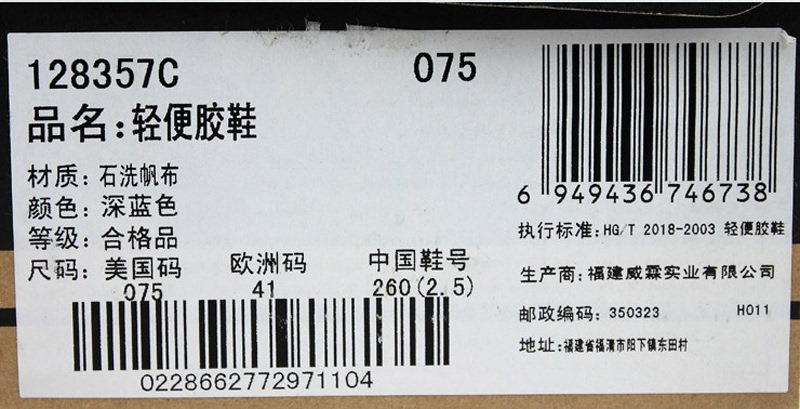 128357C 075
品名:轻便胶鞋
材质: 石洗帆布
颜色: 深蓝色
等级: 合格品
尺码: 美国码 欧洲码 中国鞋号
075 41 260(2.5)
0228662772971104
6 949436 746738
执行标准: HG/T 2018-2003 轻便胶鞋
生产商: 福建威霖实业有限公司
邮政编码: 350323 H011
地址: 福建省福清市阳下镇东田村